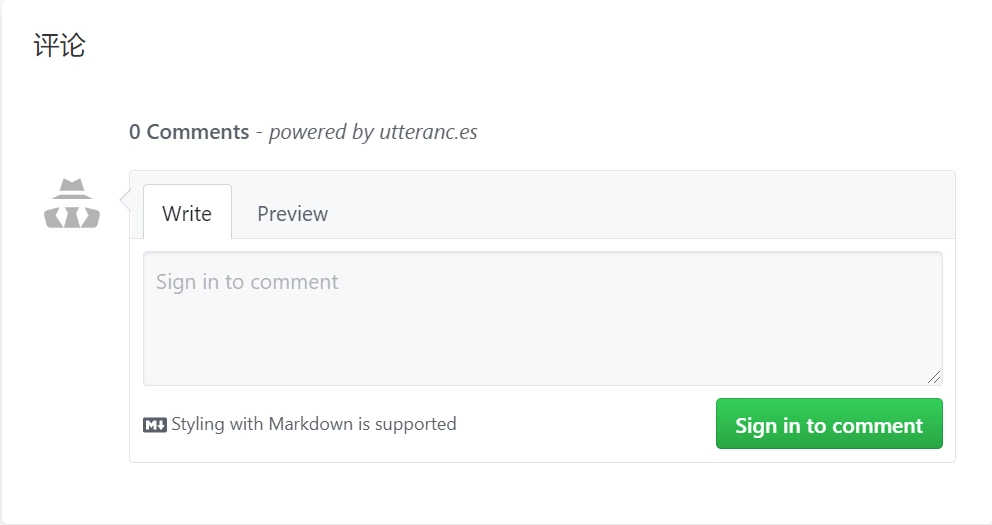 评论
0 Comments - powered by utteranc.es
Write Preview
Sign in to comment
Styling with Markdown is supported
Sign in to comment